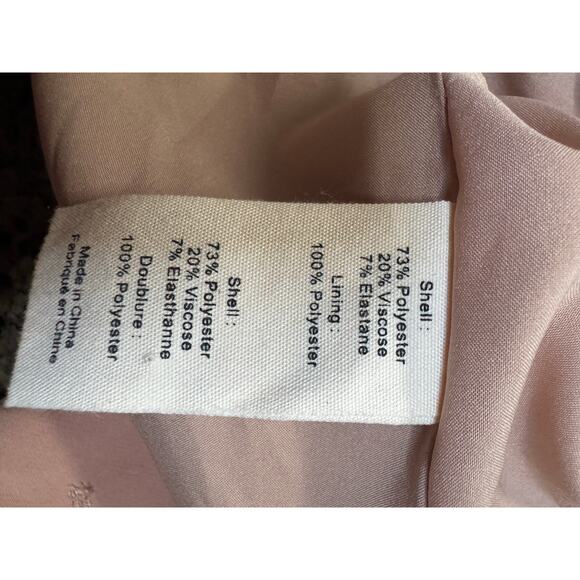 Shell :
73% Polyester
20% Viscose
7% Elastane
Lining :
100% Polyester
Shell :
73% Polyester
20% Viscose
7% Elasthanne
Doublure :
100% Polyester
Made in China
Fabriqué en Chine